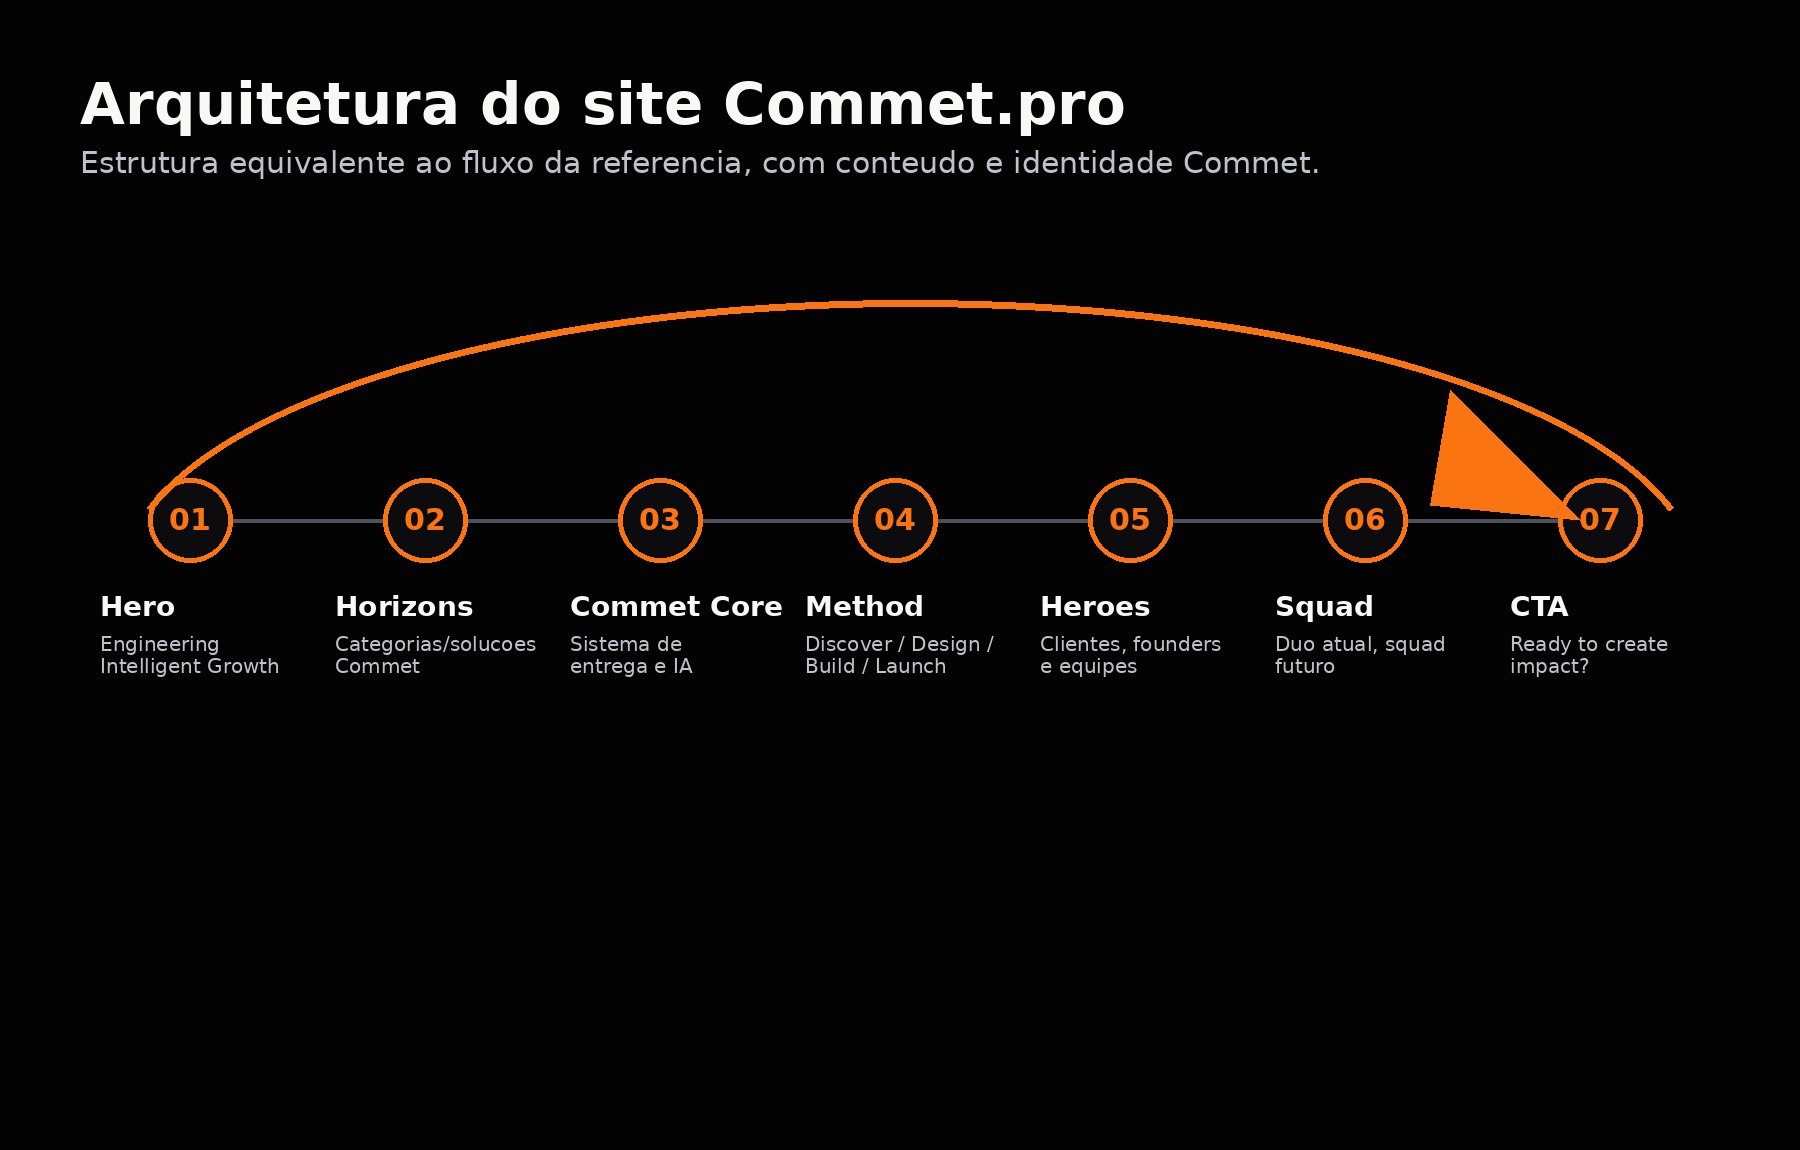 Arquitetura do site Commet.pro
Estrutura equivalente ao fluxo da referencia, com conteudo e identidade Commet.
01
02
03
04
05
06
07
Hero
Engineering
Intelligent Growth
Horizons
Categorias/solucoes
Commet
Commet Core
Sistema de
entrega e IA
Method
Discover / Design /
Build / Launch
Heroes
Clientes, founders
e equipes
Squad
Duo atual, squad
futuro
CTA
Ready to create
impact?